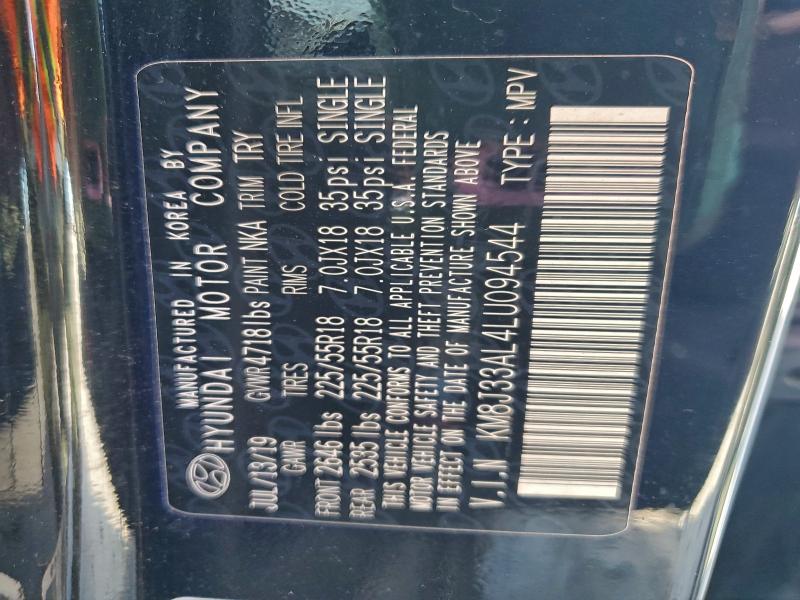 MANUFACTURED IN KOREA BY
HYUNDAI MOTOR COMPANY
JUL/13/19 GVWR 4718 lbs PAINT NKA TRIM TRY
GAWR TIRES RIMS COLD TIRE INFL
FRONT 2646 lbs 225/55R18 7.0JX18 35psi SINGLE
REAR 2535 lbs 225/55R18 7.0JX18 35psi SINGLE
THIS VEHICLE CONFORMS TO ALL APPLICABLE U.S.A. FEDERAL
MOTOR VEHICLE SAFETY AND THEFT PREVENTION STANDARDS
IN EFFECT ON THE DATE OF MANUFACTURE SHOWN ABOVE
V.I.N KM8J33AL4LU094544 TYPE : MPV